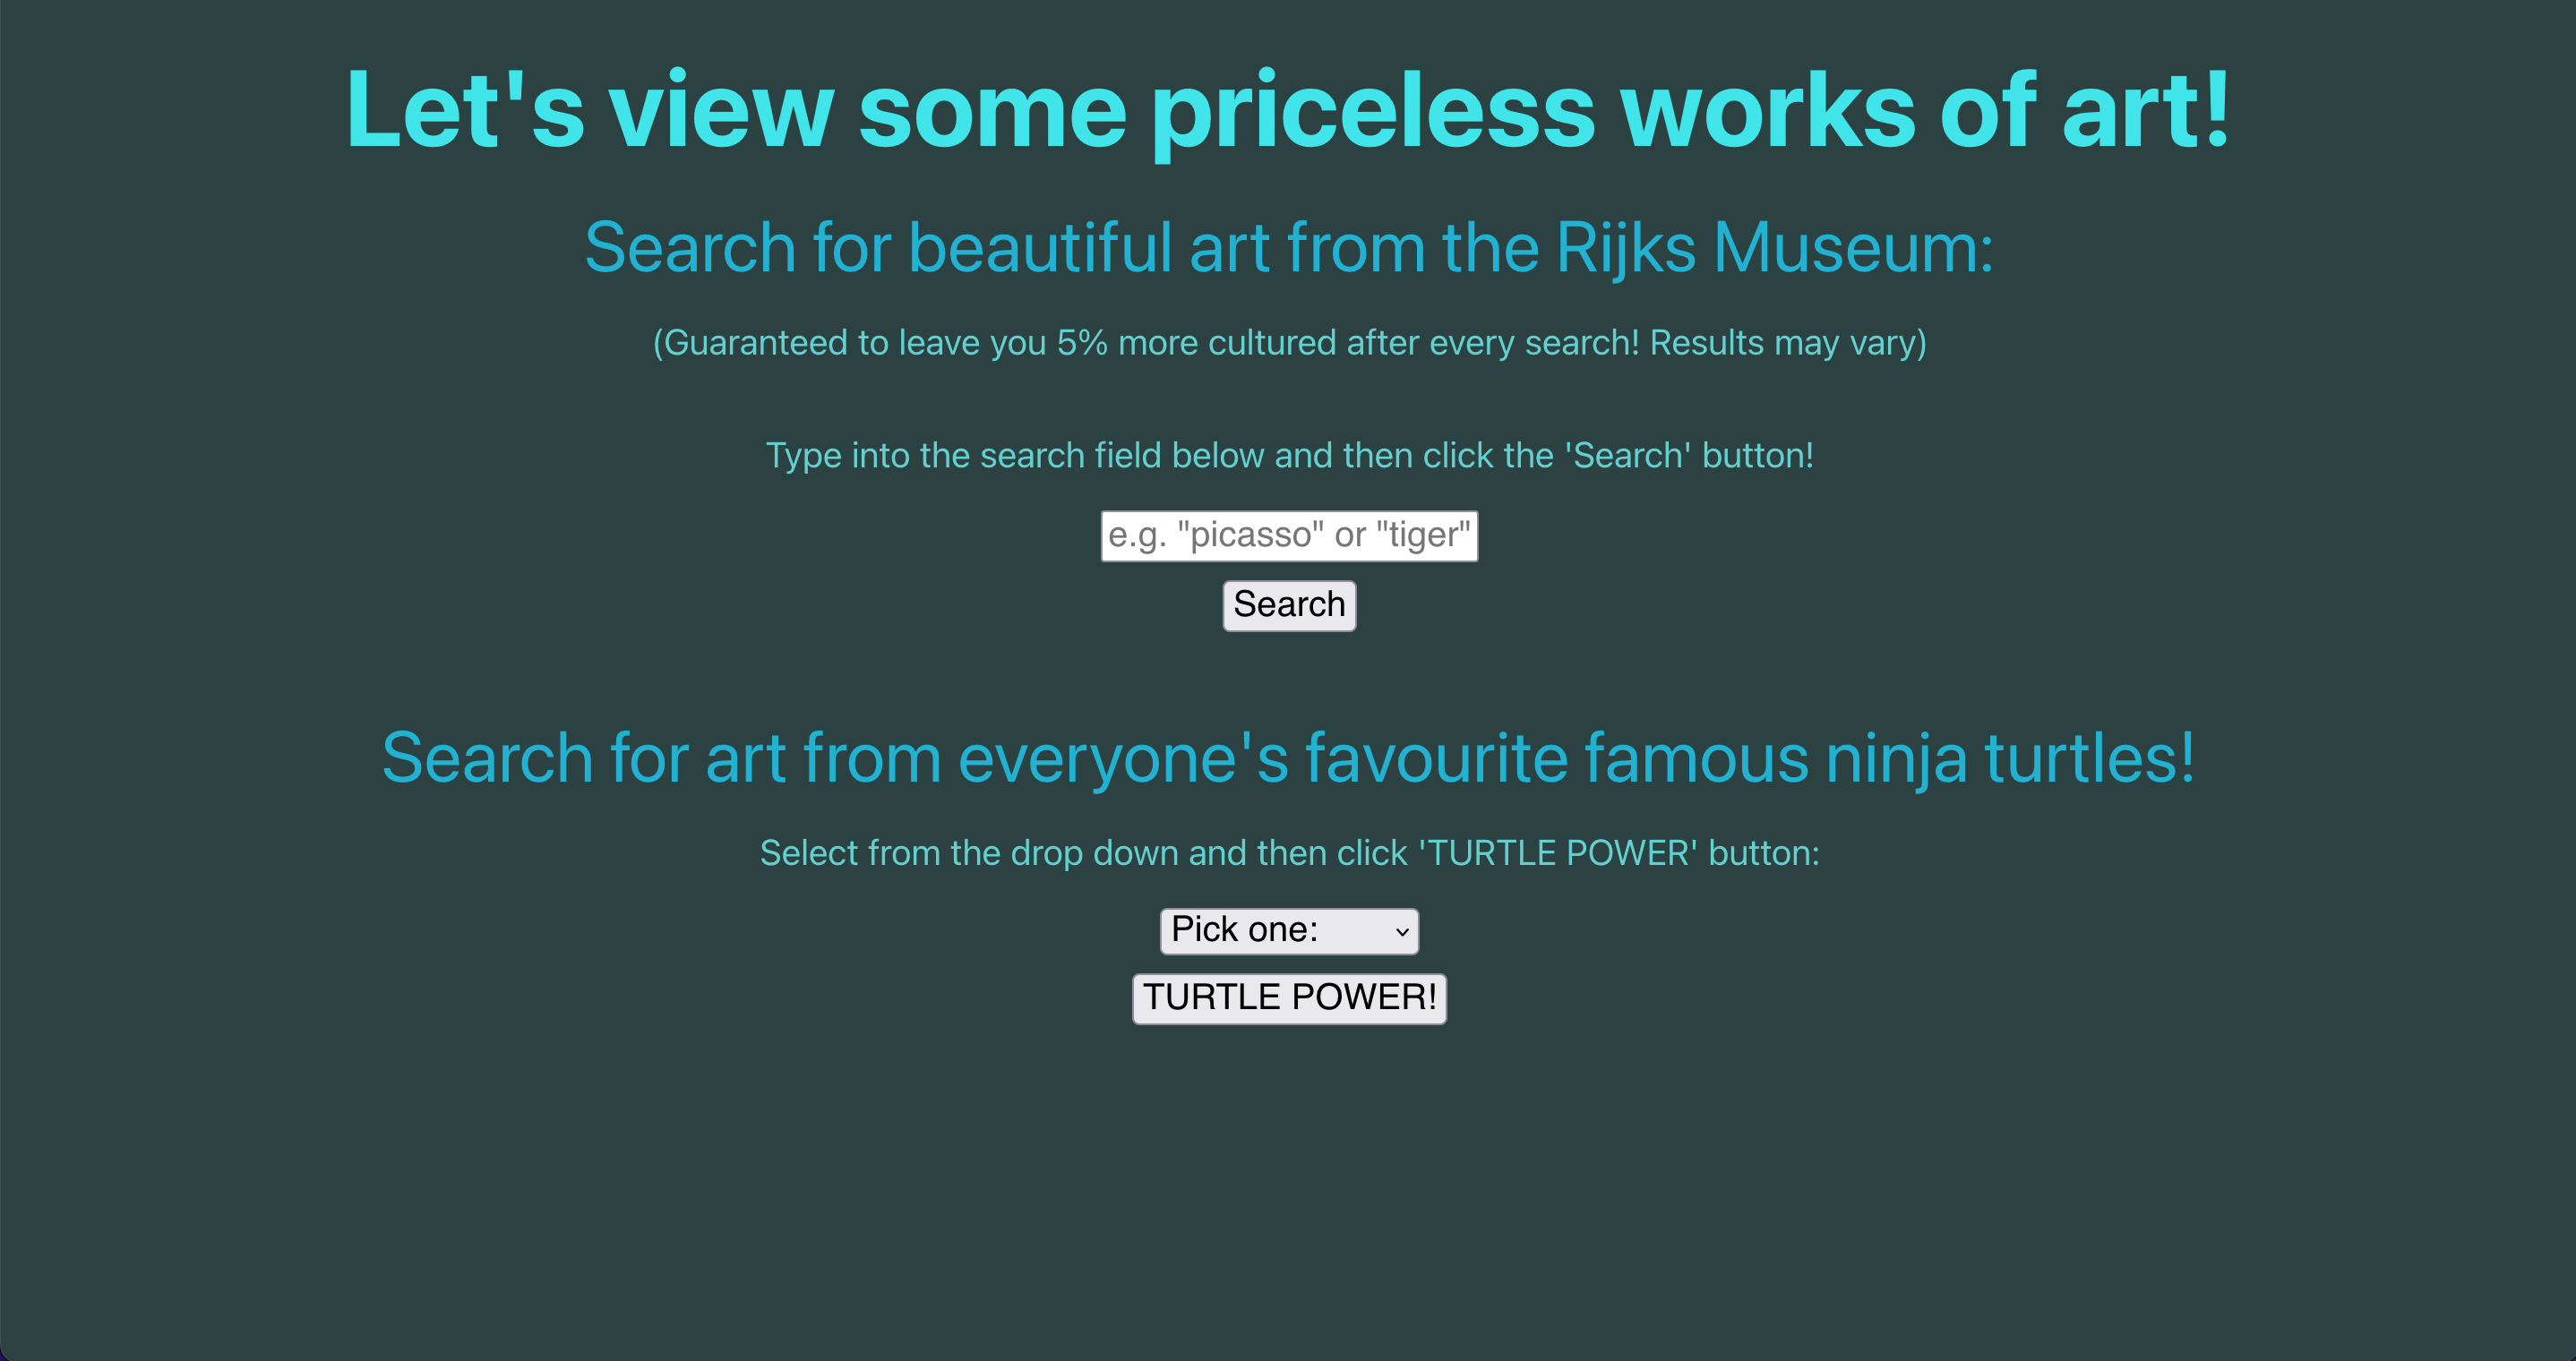 Let's view some priceless works of art!
Search for beautiful art from the Rijks Museum:
(Guaranteed to leave you 5% more cultured after every search! Results may vary)
Type into the search field below and then click the 'Search' button!
e.g. "picasso" or "tiger"
Search
Search for art from everyone's favourite famous ninja turtles!
Select from the drop down and then click 'TURTLE POWER' button:
Pick one:
TURTLE POWER!